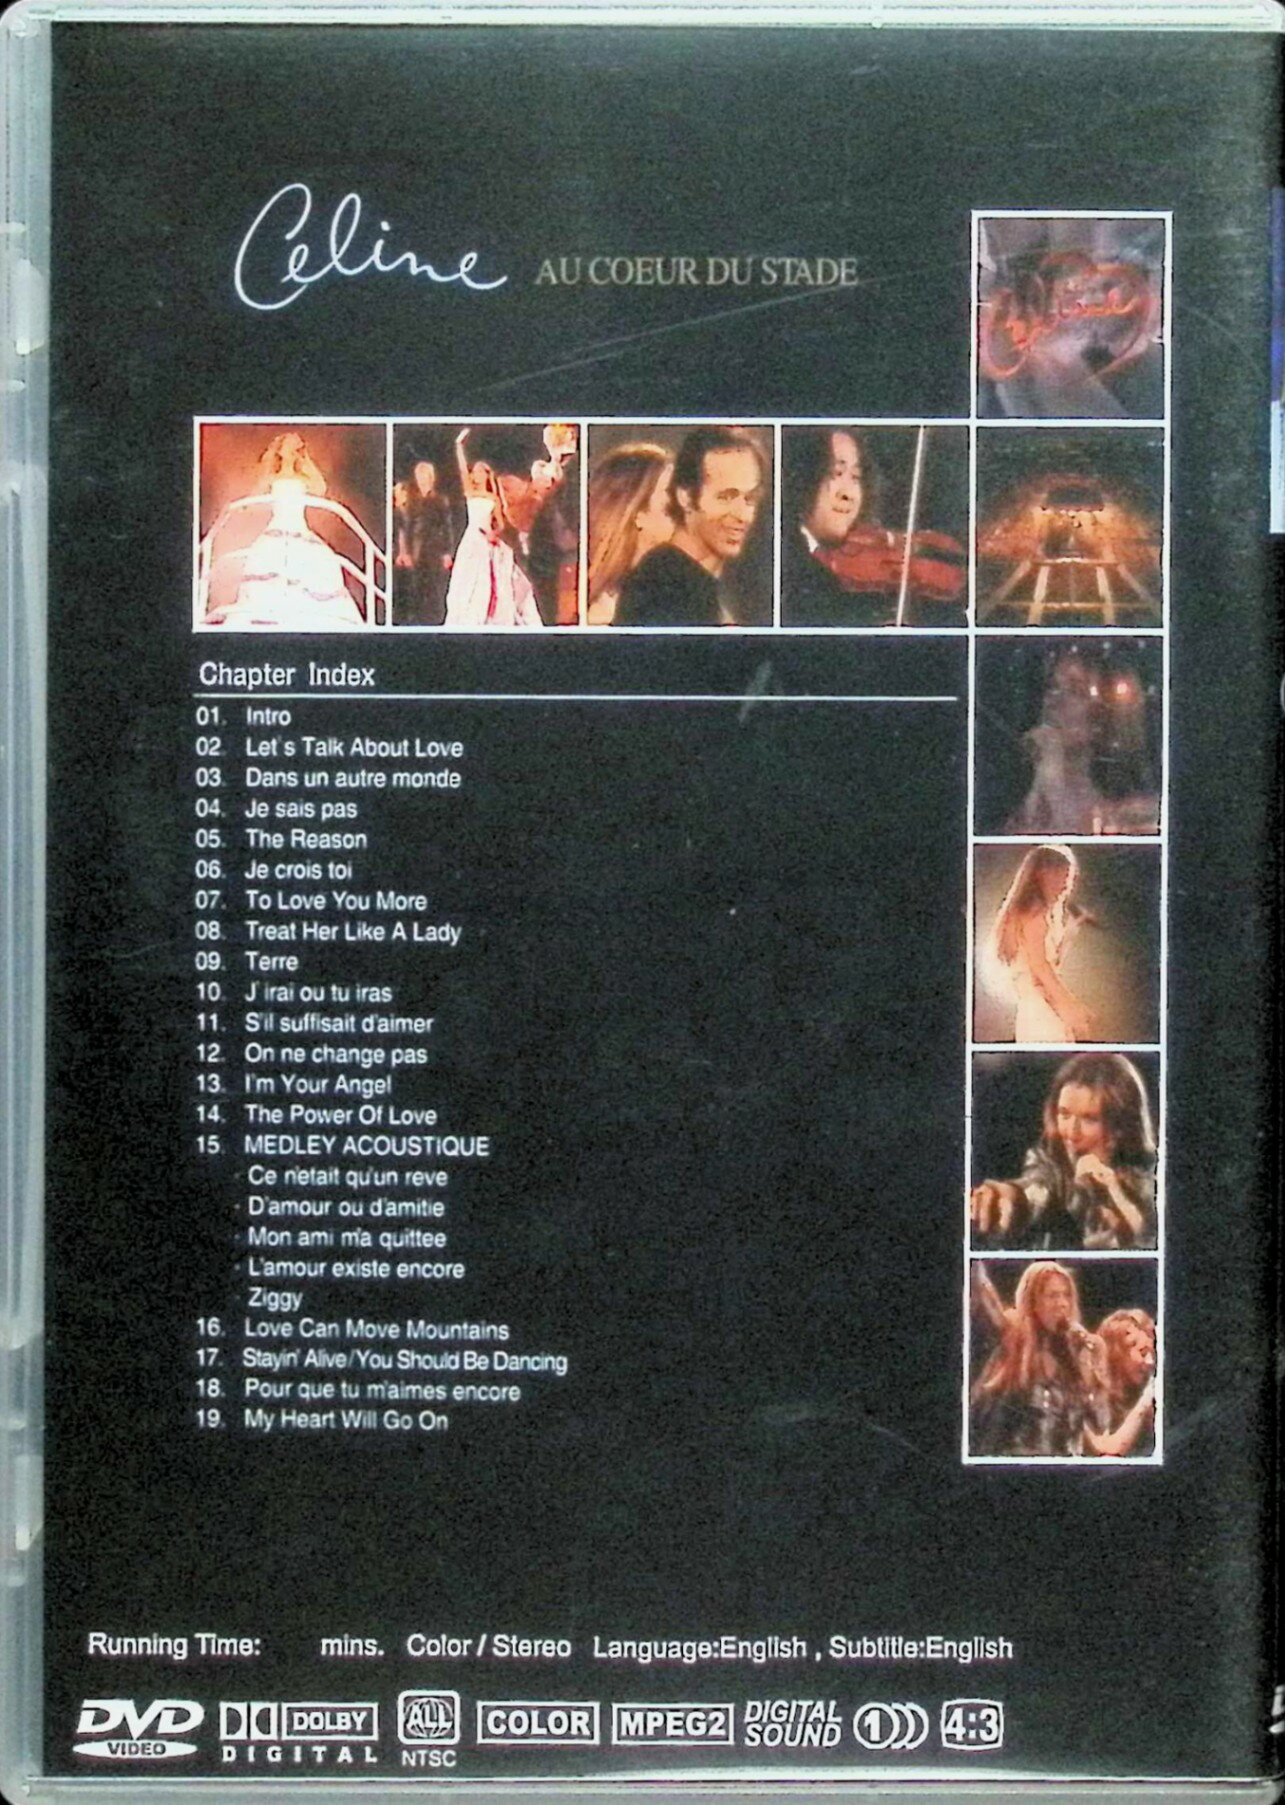 Celine AU COEUR DU STADE
Celine
Chapter Index
01. Intro
02. Let's Talk About Love
03. Dans un autre monde
04. Je sais pas
05. The Reason
06. Je crois toi
07. To Love You More
08. Treat Her Like A Lady
09. Terre
10. J'irai ou tu iras
11. S'il suffisait d'aimer
12. On ne change pas
13. I'm Your Angel
14. The Power Of Love
15. MEDLEY ACOUSTIQUE
· Ce n'etait qu'un reve
· D'amour ou d'amitie
· Mon ami m'a quittee
· L'amour existe encore
· Ziggy
16. Love Can Move Mountains
17. Stayin' Alive/You Should Be Dancing
18. Pour que tu m'aimes encore
19. My Heart Will Go On
Running Time: mins. Color / Stereo Language:English , Subtitle:English
DVD VIDEO DOLBY DIGITAL ALL NTSC COLOR MPEG2 DIGITAL SOUND 1 4:3